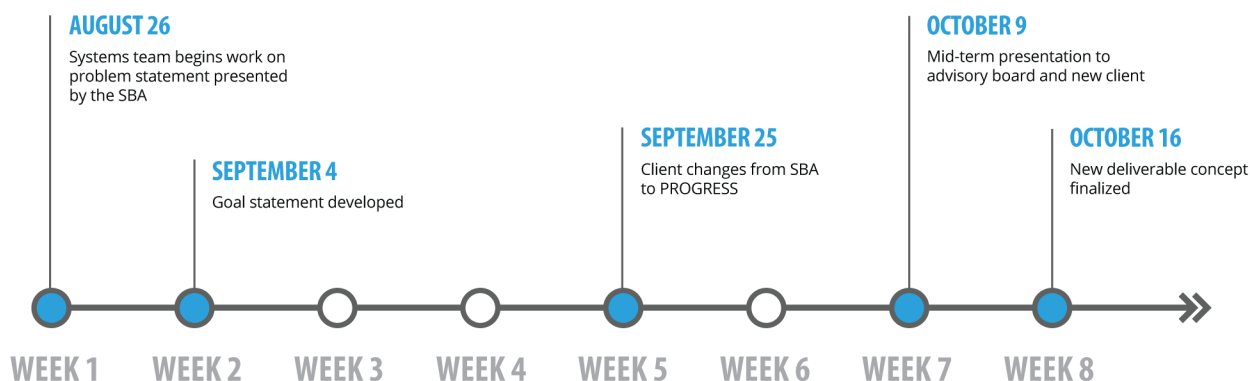 AUGUST 26
Systems team begins work on
problem statement presented
by the SBA
SEPTEMBER 4
Goal statement developed
SEPTEMBER 25
Client changes from SBA
to PROGRESS
OCTOBER 9
Mid-term presentation to
advisory board and new client
OCTOBER 16
New deliverable concept
finalized
WEEK 1
WEEK 2
WEEK 3
WEEK 4
WEEK 5
WEEK 6
WEEK 7
WEEK 8